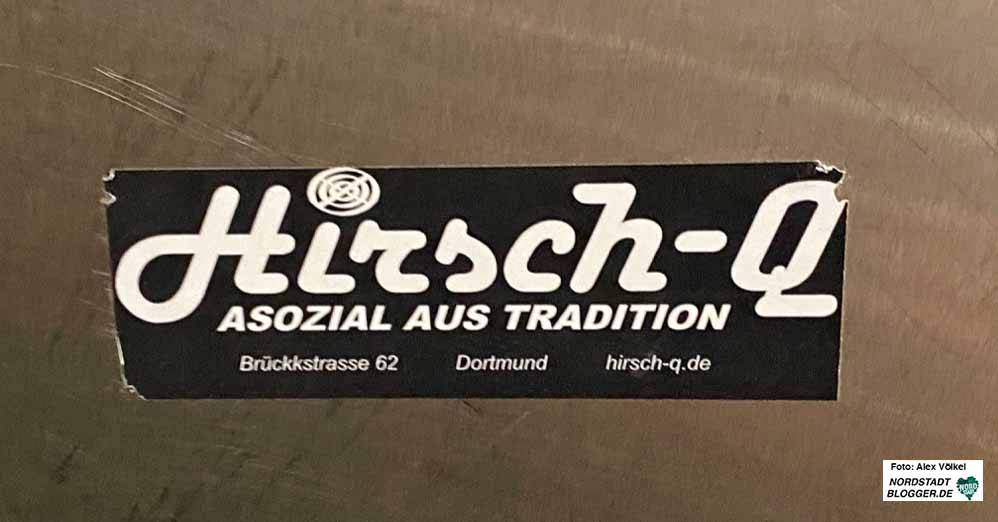 Hirsch-Q
ASOZIAL AUS TRADITION
Brückkstrasse 62 Dortmund hirsch-q.de
Foto: Alex Völkel
NORDSTADT
BLOGGER.DE